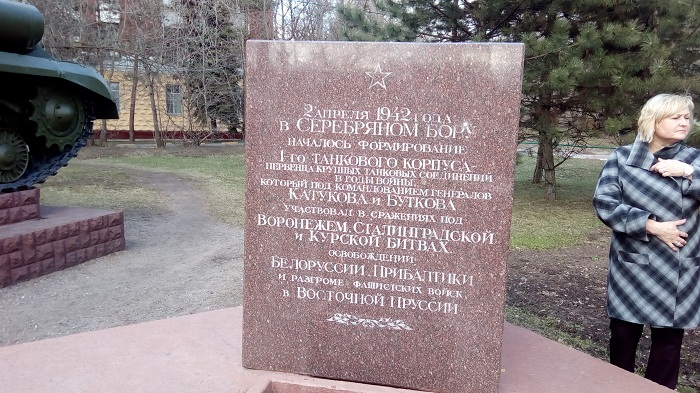 2 АПРЕЛЯ 1942 ГОДА
В СЕРЕБРЯНОМ БОРУ
НАЧАЛОСЬ ФОРМИРОВАНИЕ
1-ГО ТАНКОВОГО КОРПУСА-
ПЕРВЕНЦА КРУПНЫХ ТАНКОВЫХ СОЕДИНЕНИЙ
В ГОДЫ ВОЙНЫ,
КОТОРЫЙ ПОД КОМАНДОВАНИЕМ ГЕНЕРАЛОВ
КАТУКОВА И БУТКОВА
УЧАСТВОВАЛ В СРАЖЕНИЯХ ПОД
ВОРОНЕЖЕМ, СТАЛИНГРАДСКОЙ
И КУРСКОЙ БИТВАХ,
ОСВОБОЖДЕНИИ
БЕЛОРУССИИ, ПРИБАЛТИКИ
И РАЗГРОМЕ ФАШИСТСКИХ ВОЙСК
В ВОСТОЧНОЙ ПРУССИИ